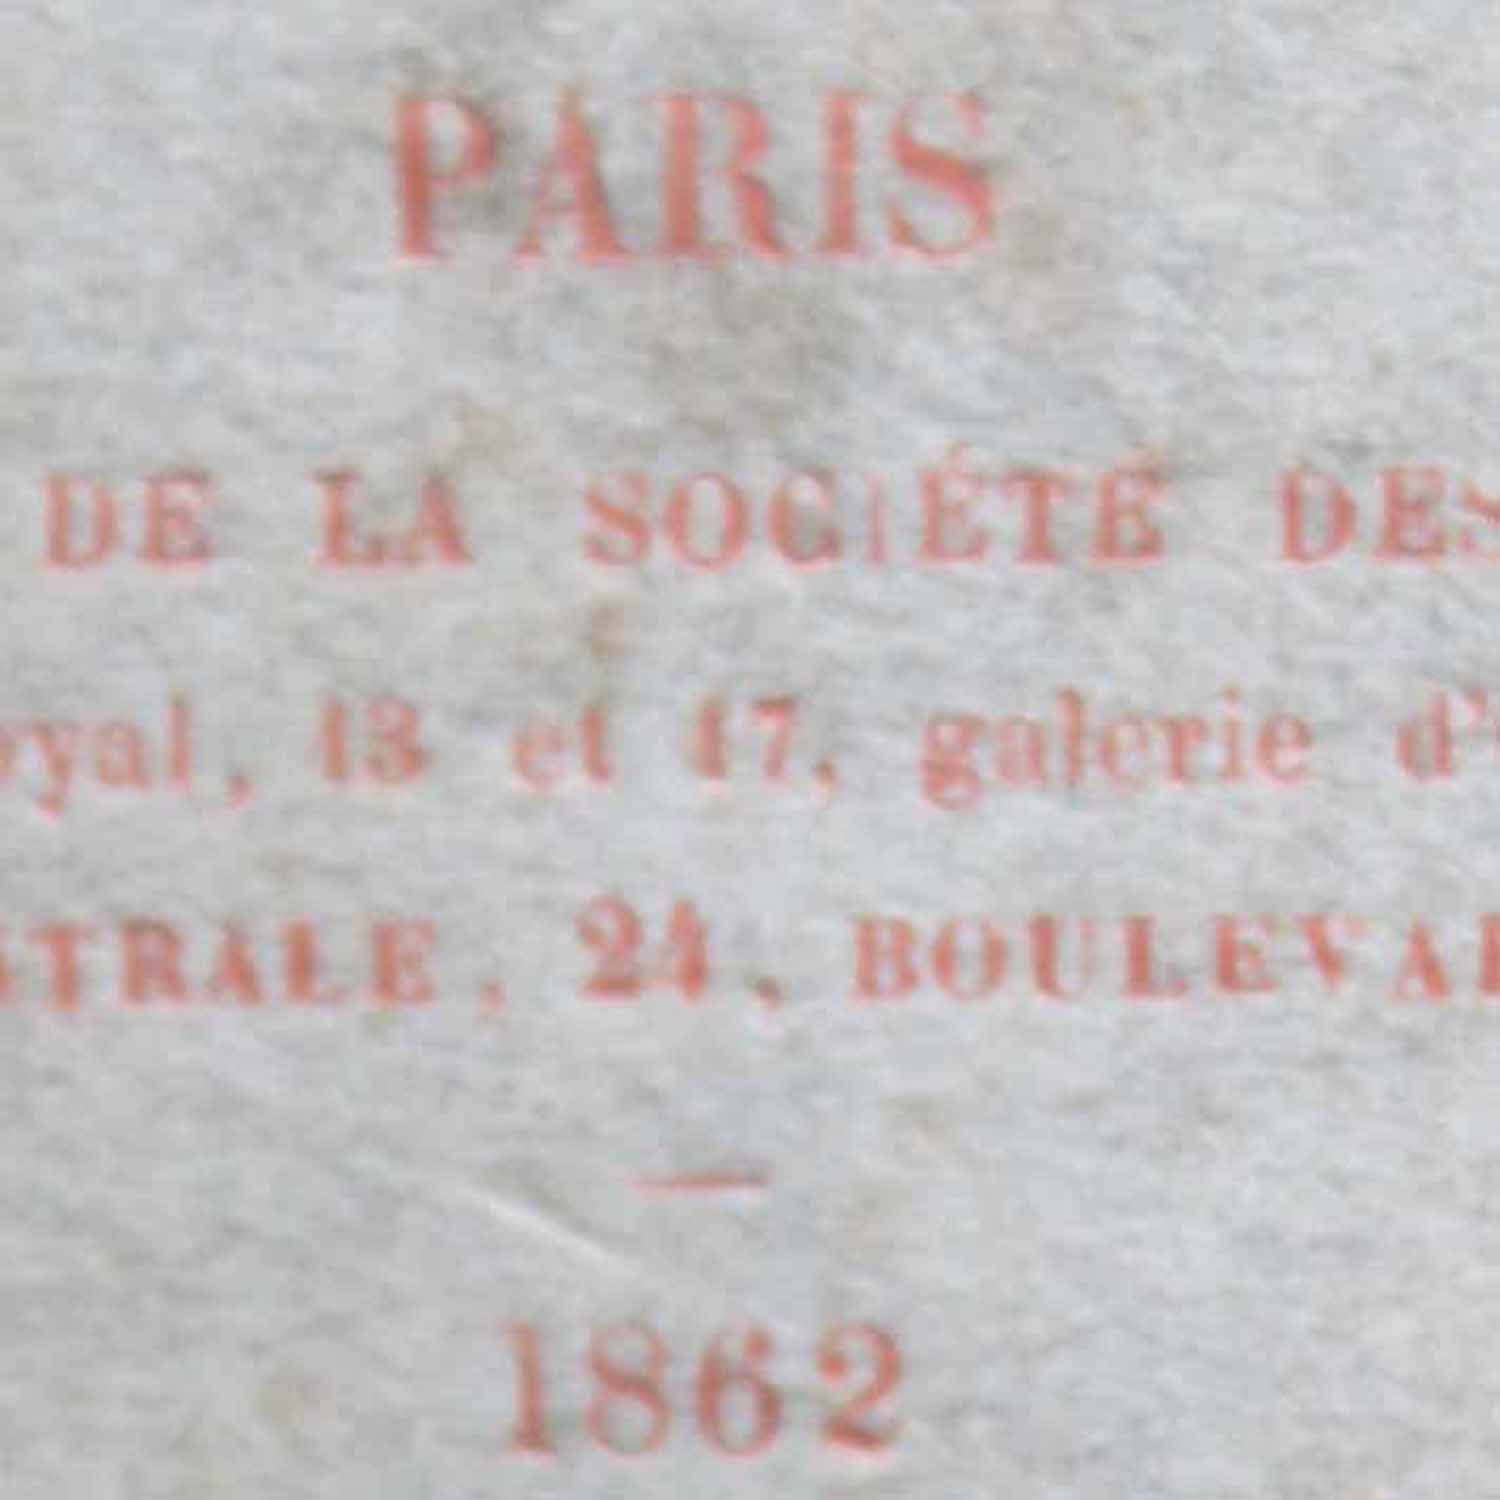 PARIS
DE LA SOCIÉTÉ DES
oyal, 13 et 17, galerie d'
TRALE, 24, BOULEVA
1862